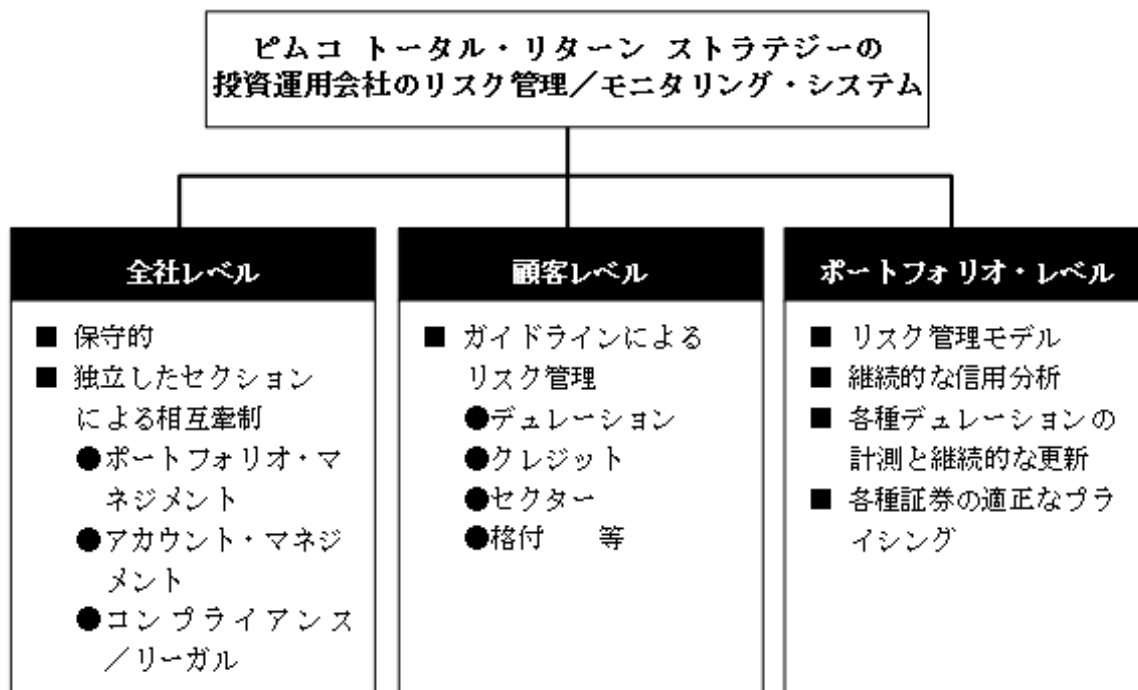 ピムコ トータル・リターン ストラテジーの
投資運用会社のリスク管理／モニタリング・システム
全社レベル
■ 保守的
■ 独立したセクション
による相互牽制
●ポートフォリオ・マ
ネジメント
●アカウント・マネジ
メント
●コンプライアンス
／リーガル
顧客レベル
■ ガイドラインによる
リスク管理
●デュレーション
●クレジット
●セクター
●格付　等
ポートフォリオ・レベル
■ リスク管理モデル
■ 継続的な信用分析
■ 各種デュレーションの
計測と継続的な更新
■ 各種証券の適正なプラ
イシング